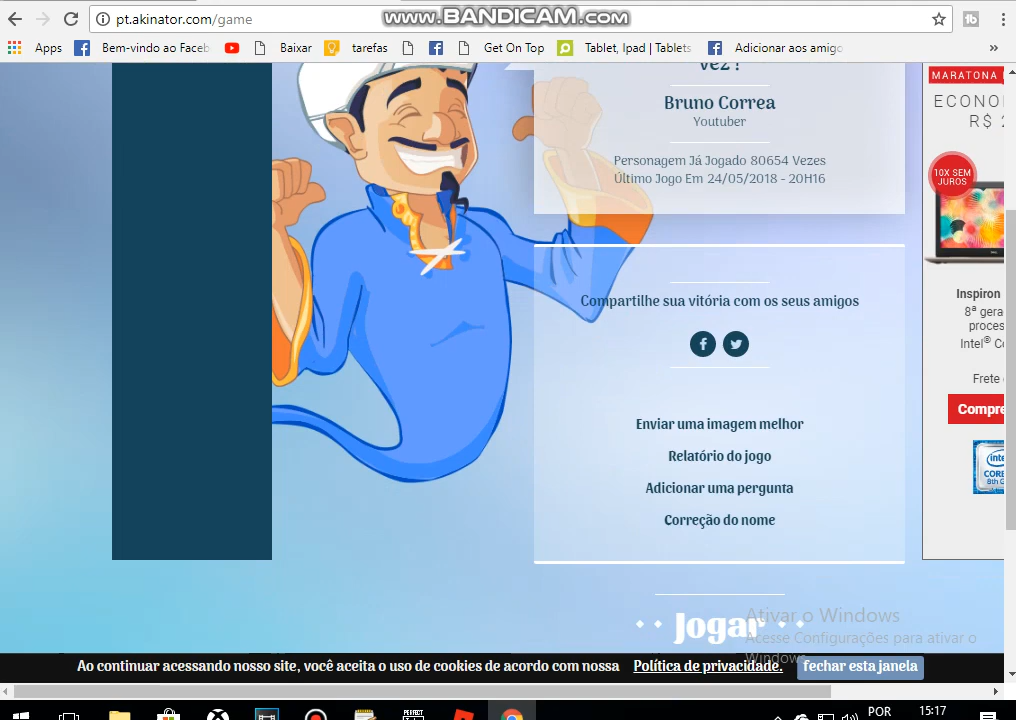 pt.akinator.com/game
WWW.BANDICAM.COM
Apps
Bem-vindo ao Faceb
Baixar
tarefas
Get On Top
Tablet, Ipad | Tablets
Adicionar aos amigo
»
vez !
Bruno Correa
Youtuber
Personagem Já Jogado 80654 Vezes
Último Jogo Em 24/05/2018 - 20H16
Compartilhe sua vitória com os seus amigos
Enviar uma imagem melhor
Relatório do jogo
Adicionar uma pergunta
Correção do nome
Jogar
MARATONA
ECONO
R$ 2
10X SEM
JUROS
Inspiron
8ª gera
proces
Intel® Co
Frete
Compre
intel
CORE
8th G
Ativar o Windows
Acesse Configurações para ativar o
Windows.
Ao continuar acessando nosso site, você aceita o uso de cookies de acordo com nossa Política de privacidade. fechar esta janela
PERFECT
POR
15:17